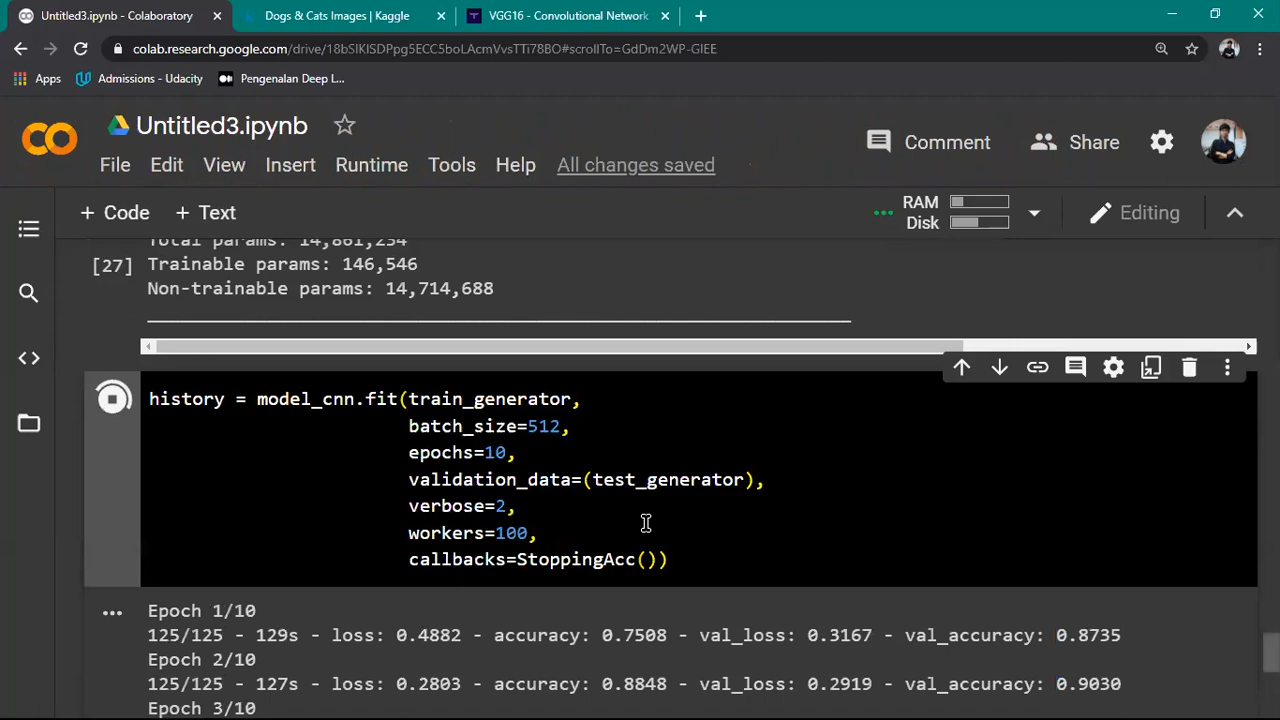 Untitled3.ipynb - Colaboratory
Dogs & Cats Images | Kaggle
VGG16 - Convolutional Network
colab.research.google.com/drive/18bSlKISDPpg5ECC5boLAcmVvsTTi78BO#scrollTo=GdDm2WP-GIEE
Apps
Admissions - Udacity
Pengenalan Deep L...
Untitled3.ipynb
Comment
Share
File Edit View Insert Runtime Tools Help All changes saved
+ Code + Text
RAM
Disk
Editing
Total params: 14,861,234
[27] Trainable params: 146,546
Non-trainable params: 14,714,688
history = model_cnn.fit(train_generator,
batch_size=512,
epochs=10,
validation_data=(test_generator),
verbose=2,
workers=100,
callbacks=StoppingAcc())
Epoch 1/10
125/125 - 129s - loss: 0.4882 - accuracy: 0.7508 - val_loss: 0.3167 - val_accuracy: 0.8735
Epoch 2/10
125/125 - 127s - loss: 0.2803 - accuracy: 0.8848 - val_loss: 0.2919 - val_accuracy: 0.9030
Epoch 3/10